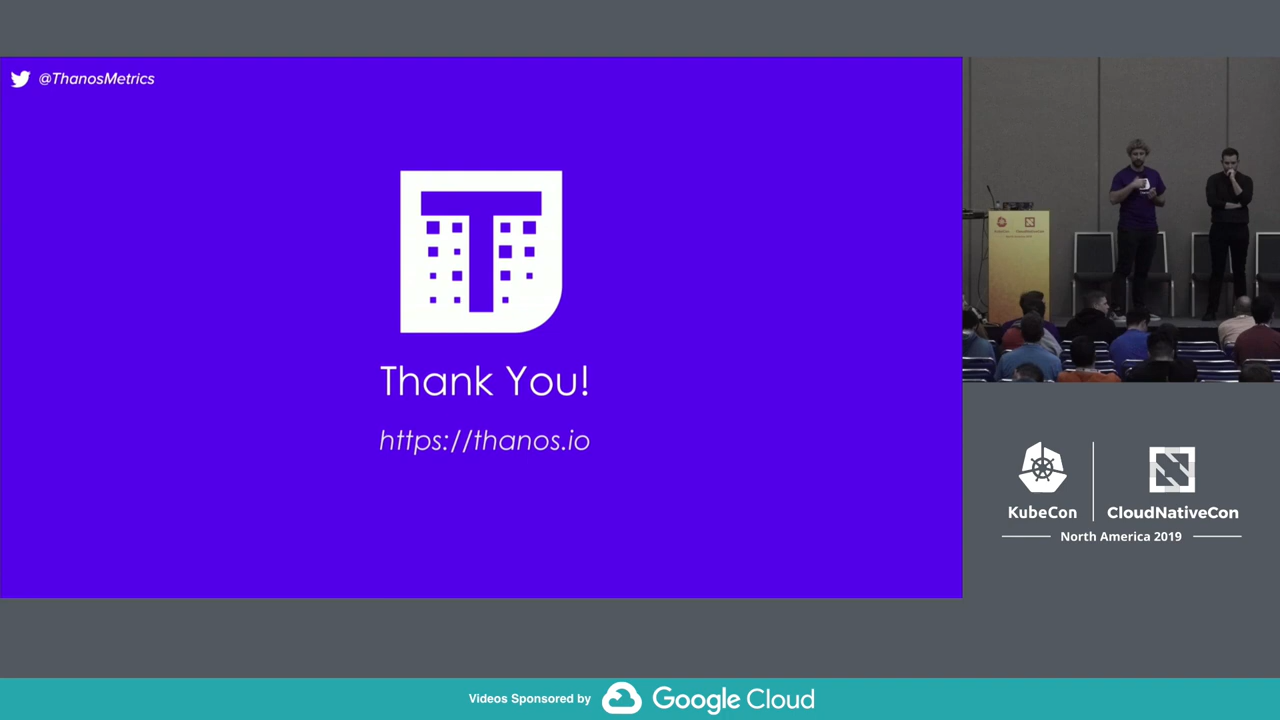 @ThanosMetrics
T
Thank You!
https://thanos.io
KubeCon
CloudNativeCon
North America 2019
Videos Sponsored by Google Cloud